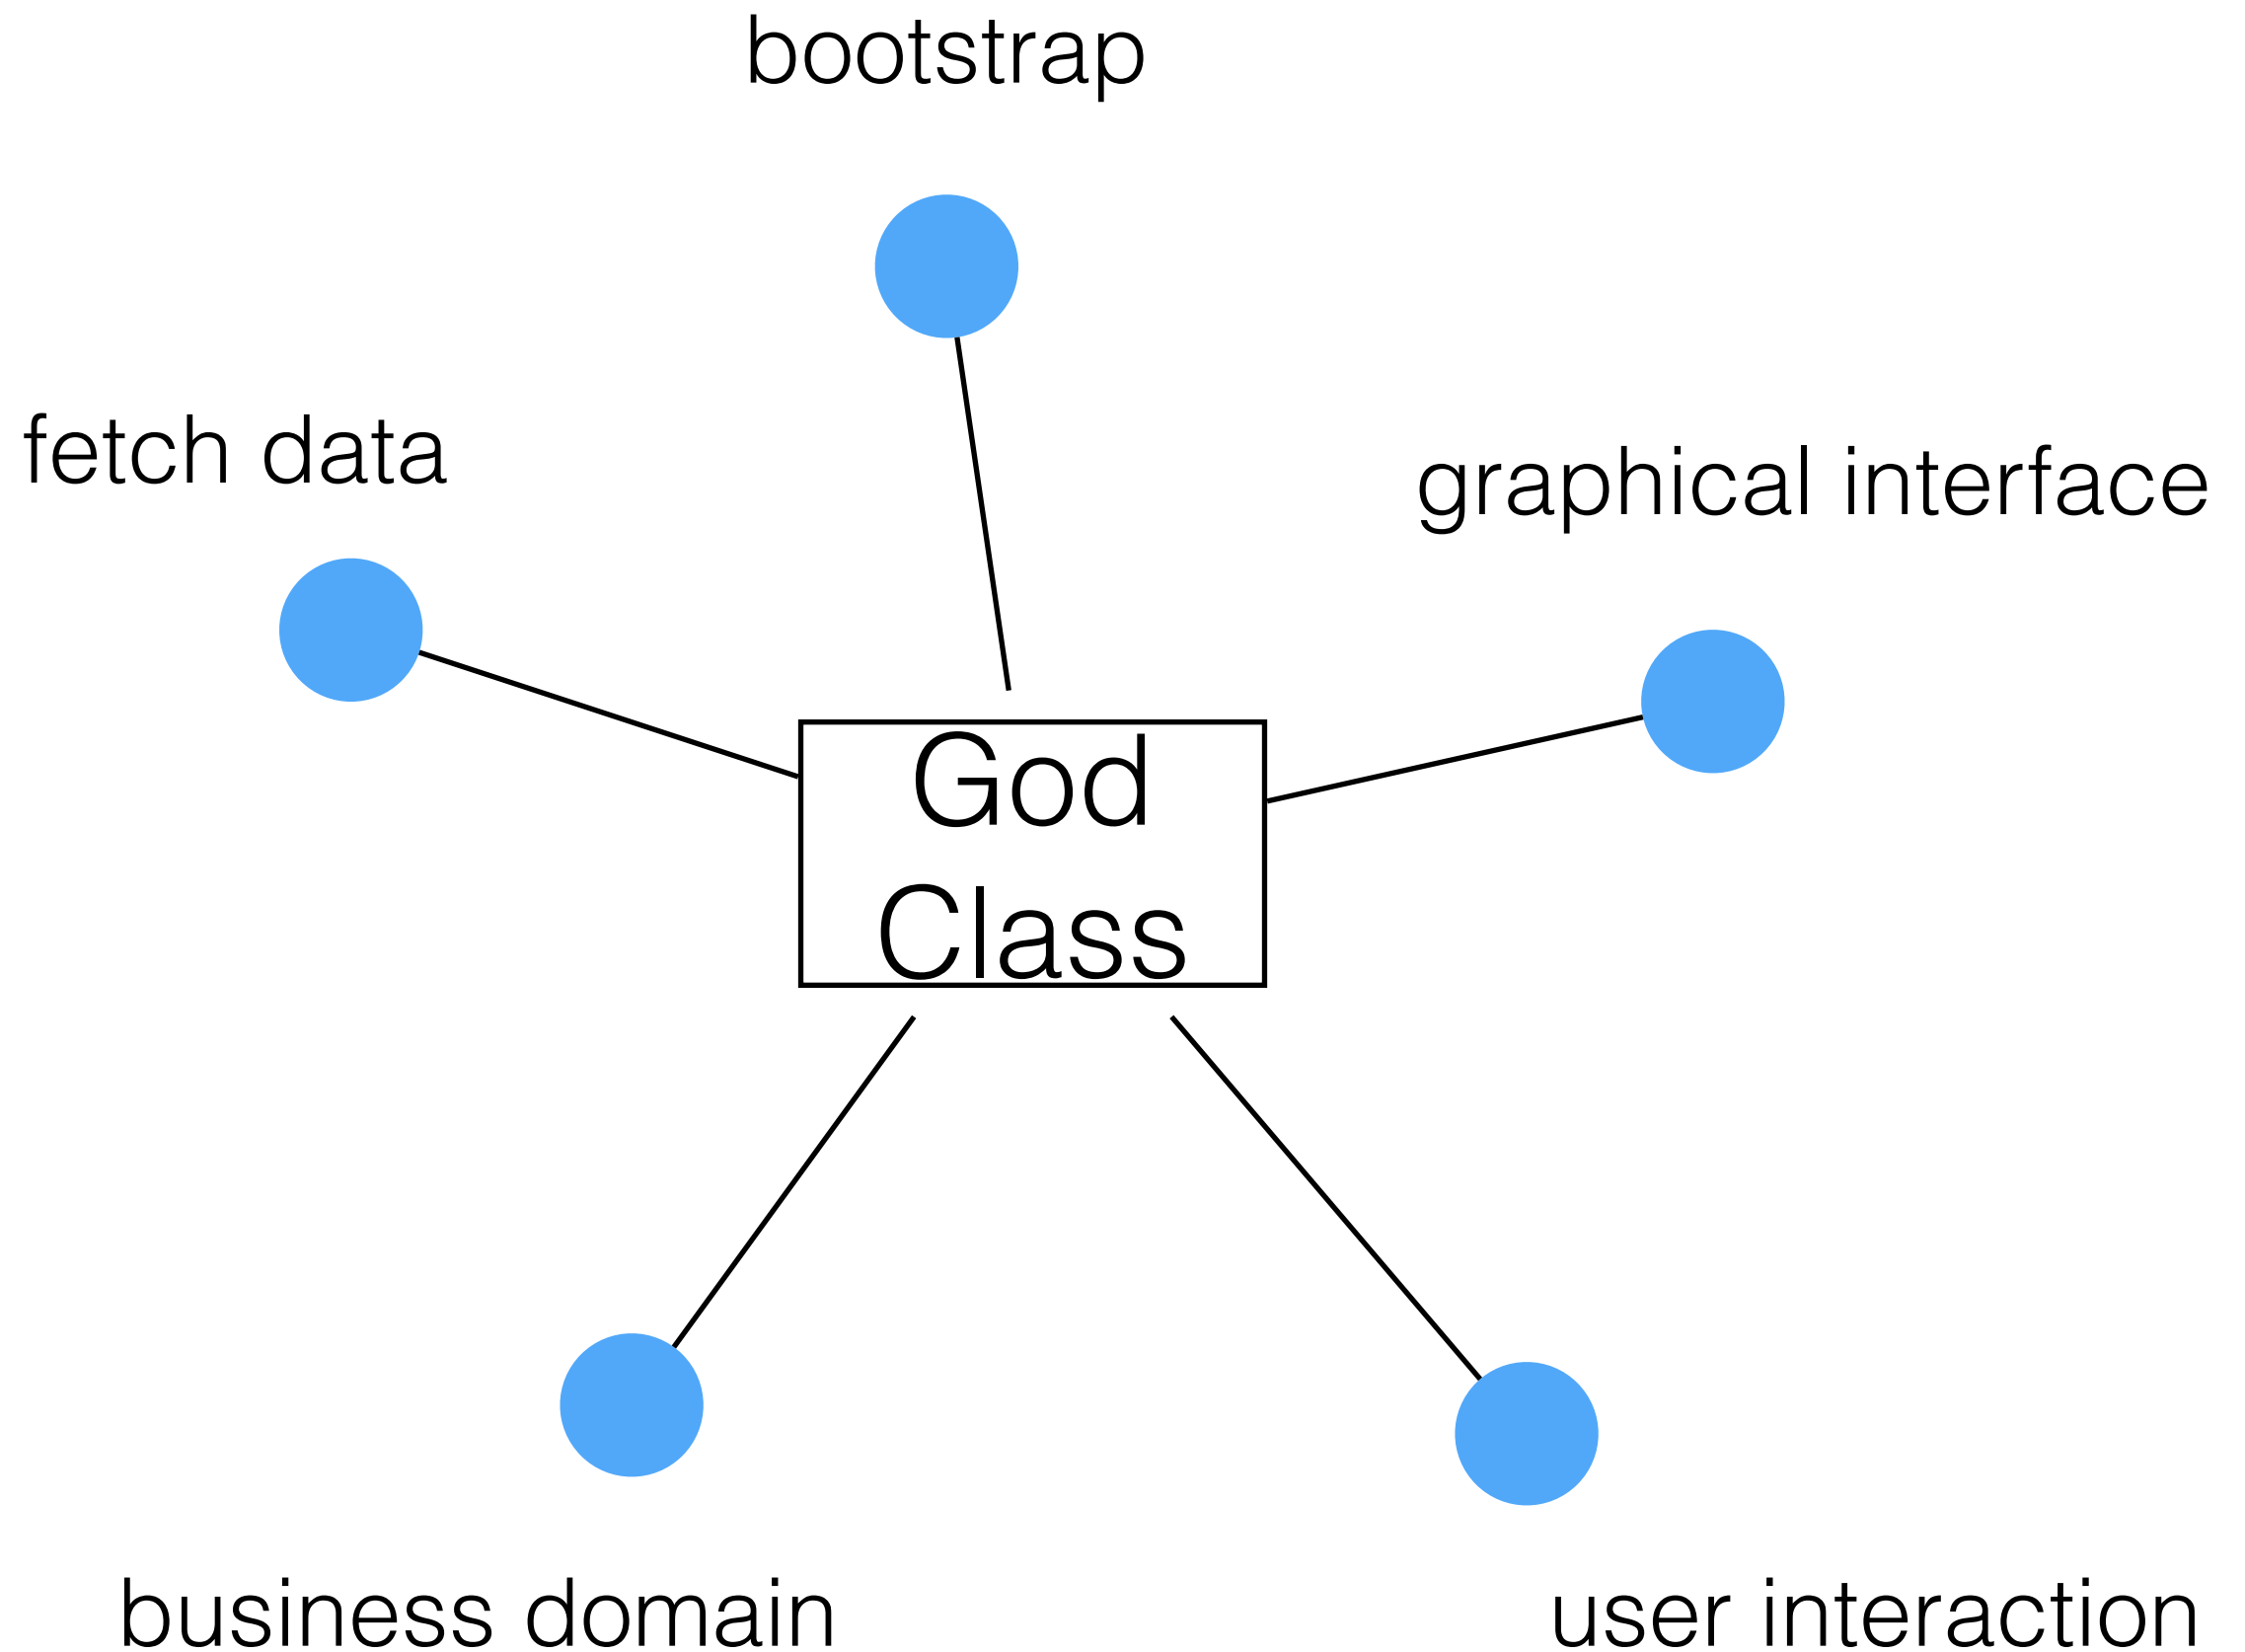 bootstrap
fetch data
graphical interface
God
Class
business domain
user interaction